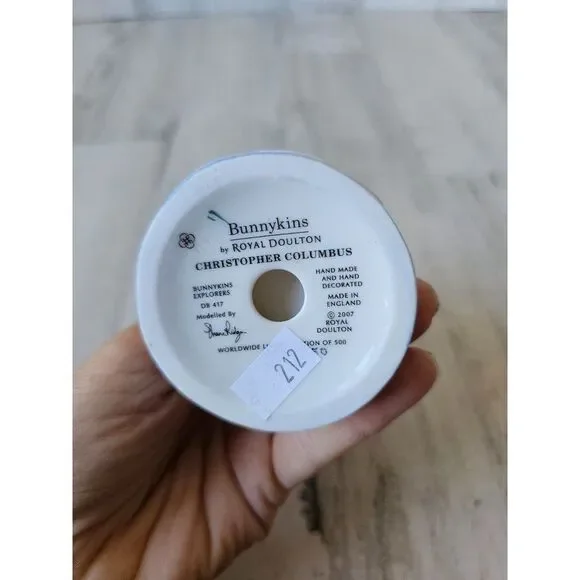 Bunnykins
by ROYAL DOULTON
CHRISTOPHER COLUMBUS
BUNNYKINS
EXPLORERS
DB 417
Modelled By
HAND MADE
AND HAND
DECORATED
MADE IN
ENGLAND
© 2007
ROYAL
DOULTON
WORLDWIDE OF 500
212